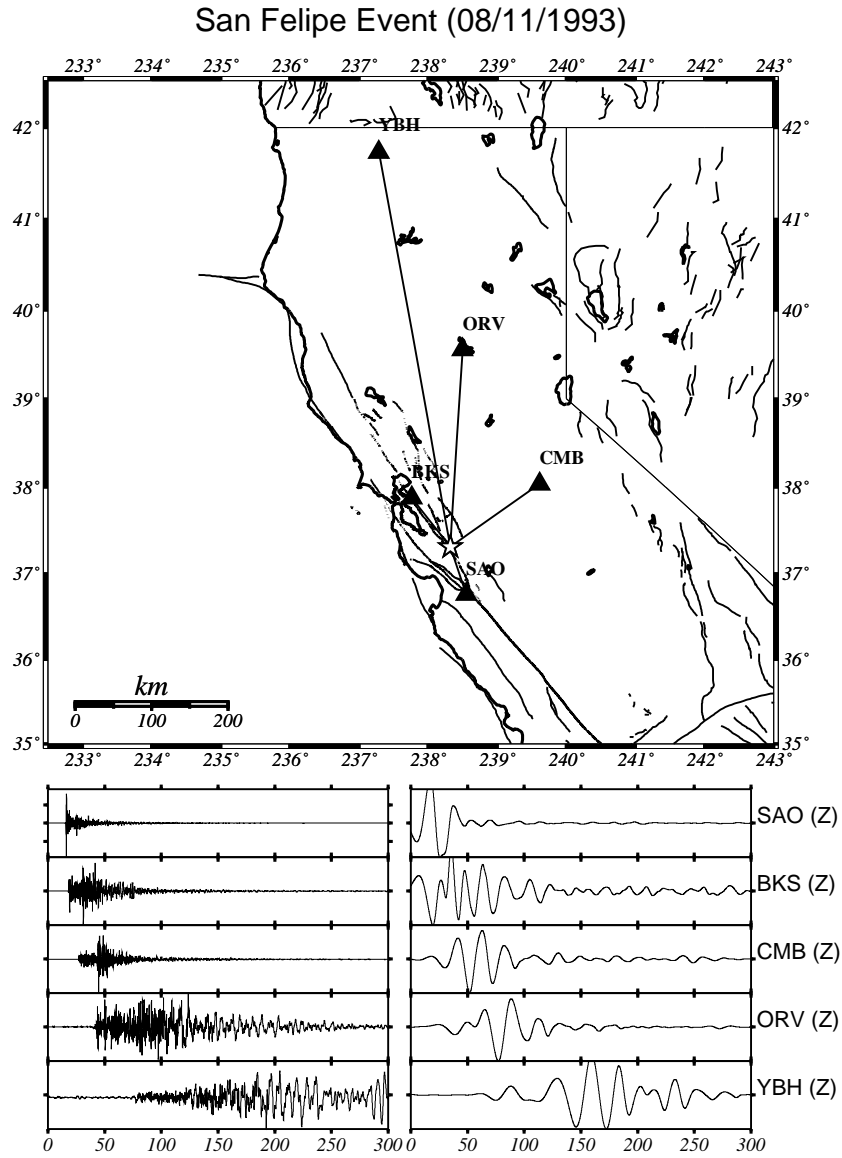 San Felipe Event (08/11/1993)
233° 234° 235° 236° 237° 238° 239° 240° 241° 242° 243°
YBH
42° 42°
41° 41°
40° 40°
ORV
39° 39°
CMB
BKS
38° 38°
SAO
37° 37°
36° 36°
km
0 100 200
35° 35°
233° 234° 235° 236° 237° 238° 239° 240° 241° 242° 243°
SAO (Z)
BKS (Z)
CMB (Z)
ORV (Z)
YBH (Z)
0 50 100 150 200 250 300 0 50 100 150 200 250 300